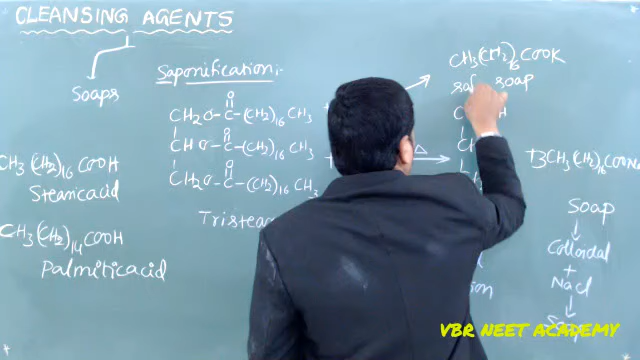 CLEANSING AGENTS
Soaps
Saponification:-
CH3(CH2)16COOK
soap
O
CH2O-C-(CH2)16CH3
O
CHO-C-(CH2)16CH3
O
CH2O-C-(CH2)16CH3
Δ
+3CH3(CH2)16COONa
CH3(CH2)16COOH
Stearicacid
CH3(CH2)14COOH
Palmiticacid
Soap
↓
Colloidal
+
NaCl
↓
VBR NEET ACADEMY